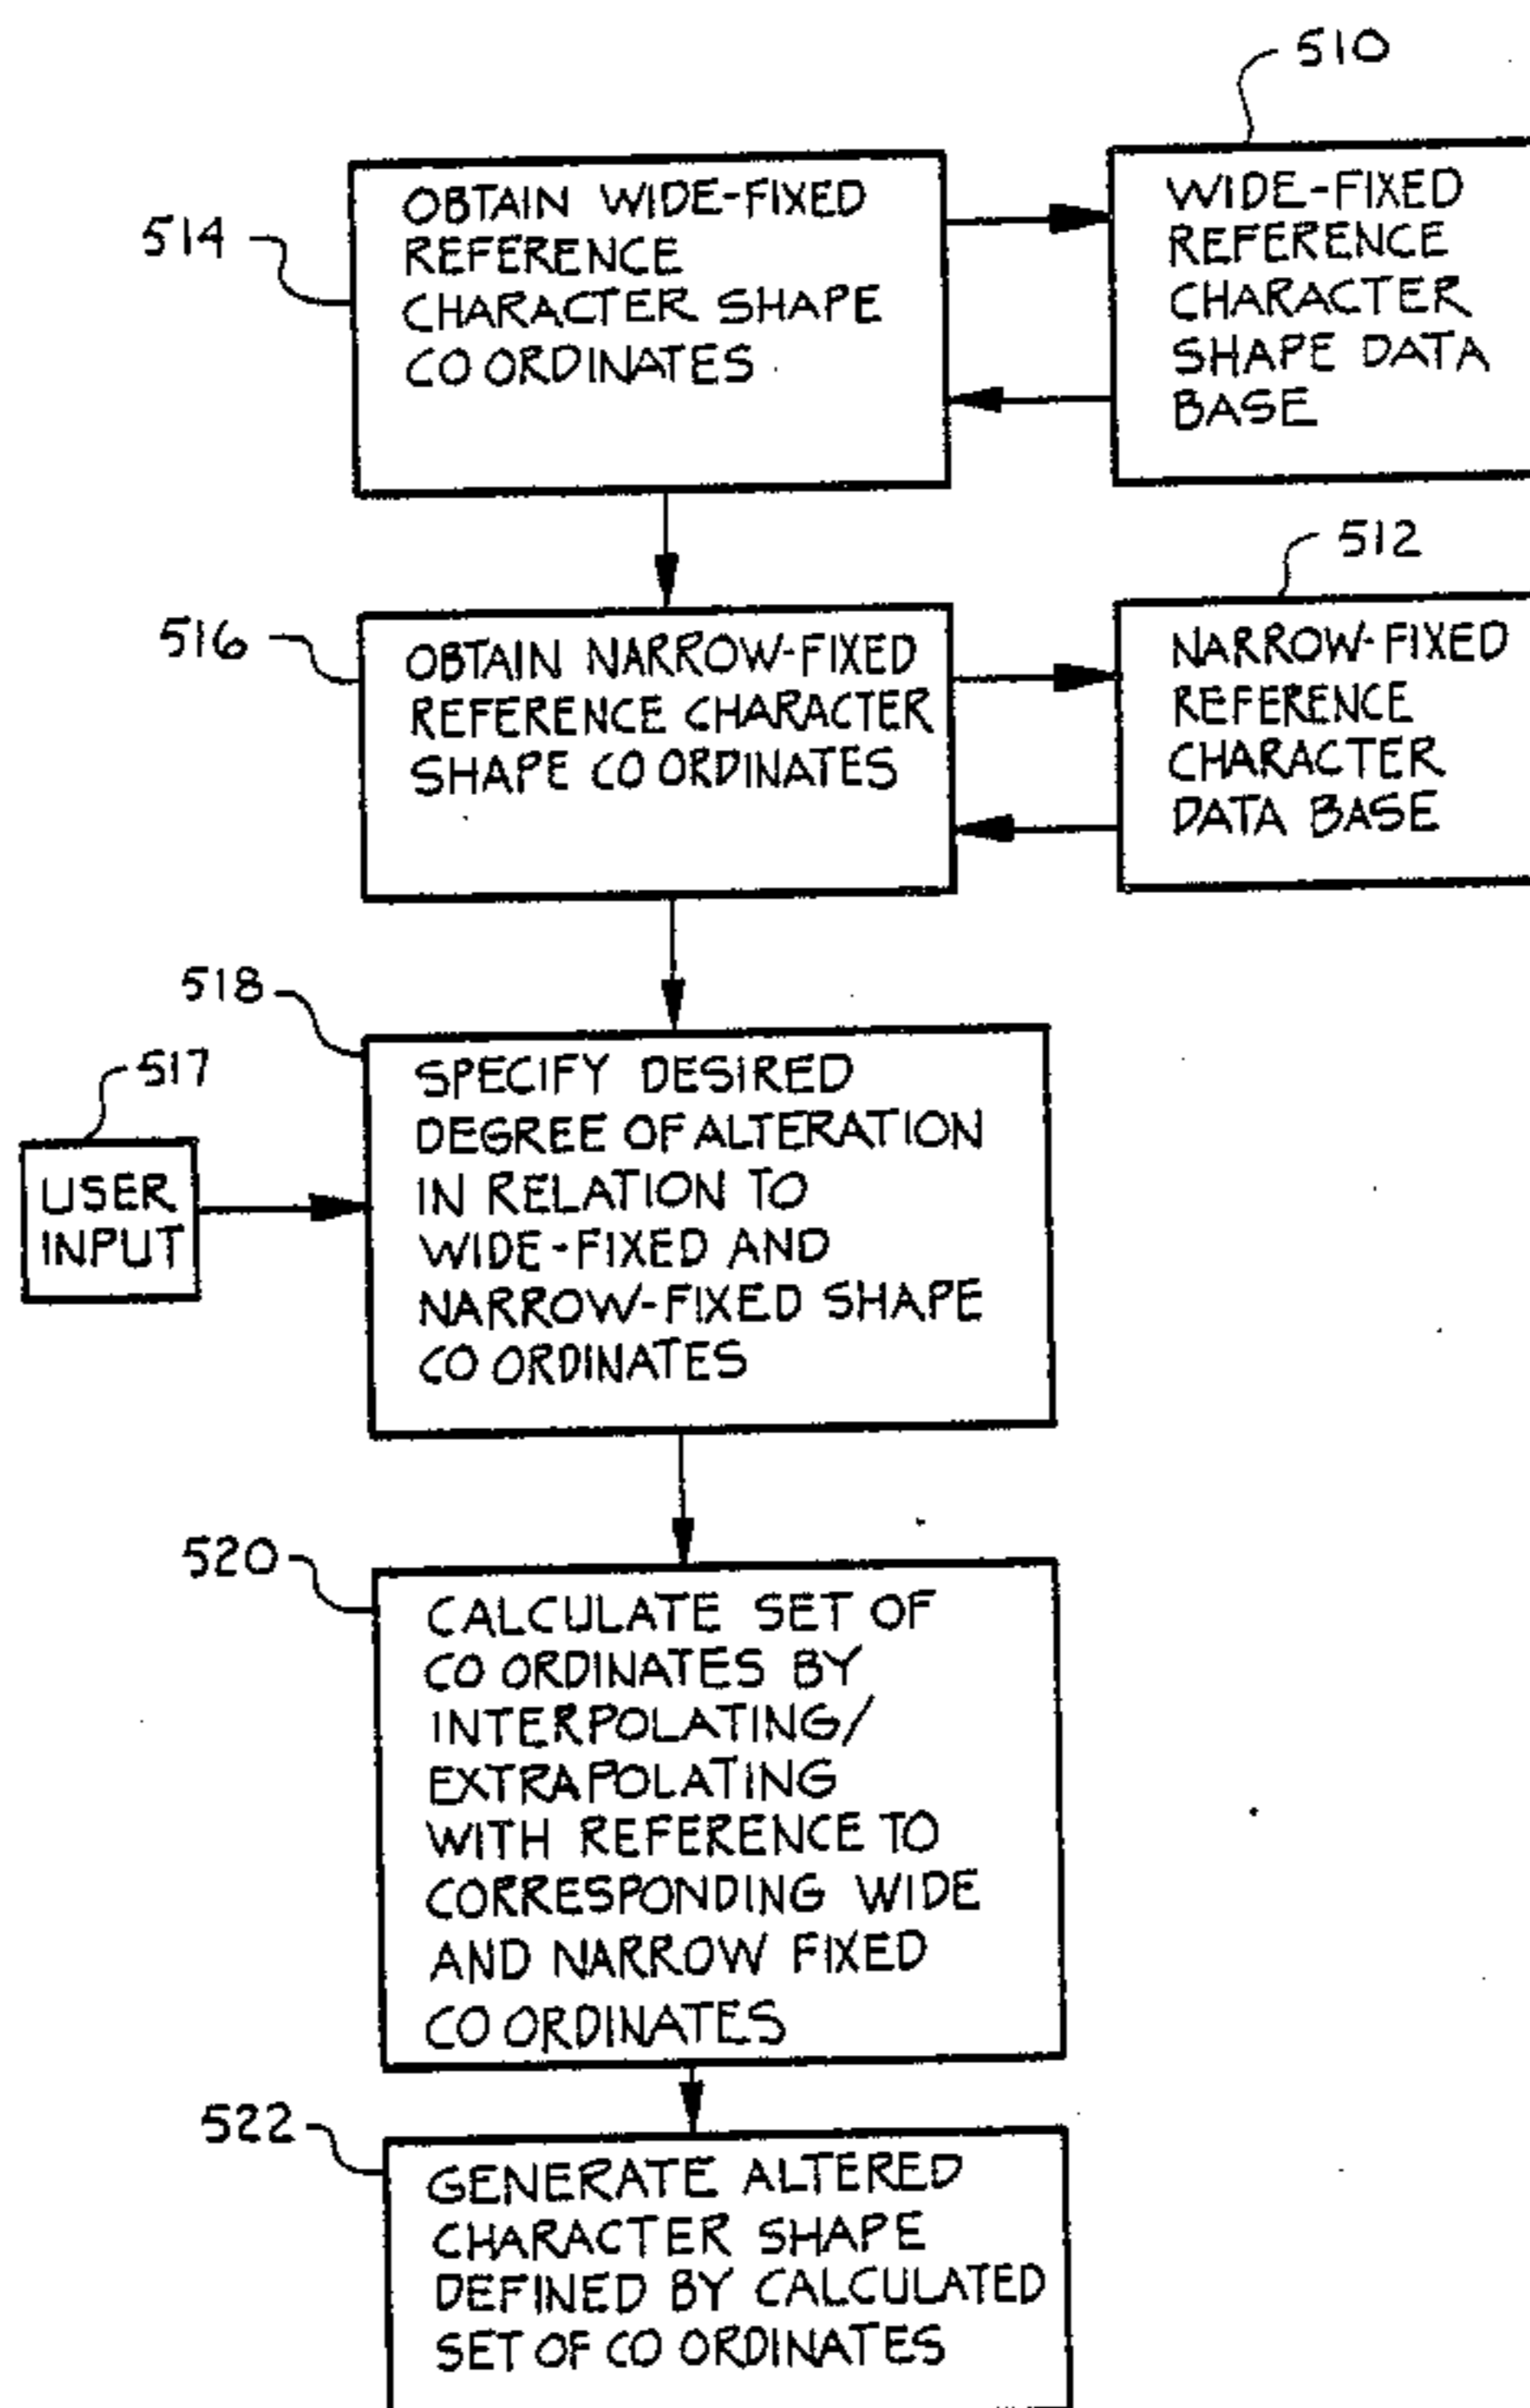 510
514
OBTAIN WIDE-FIXED
REFERENCE
CHARACTER SHAPE
CO ORDINATES
WIDE-FIXED
REFERENCE
CHARACTER
SHAPE DATA
BASE
512
516
OBTAIN NARROW-FIXED
REFERENCE CHARACTER
SHAPE CO ORDINATES
NARROW-FIXED
REFERENCE
CHARACTER
DATA BASE
518
517
USER
INPUT
SPECIFY DESIRED
DEGREE OF ALTERATION
IN RELATION TO
WIDE-FIXED AND
NARROW-FIXED SHAPE
CO ORDINATES
520
CALCULATE SET OF
CO ORDINATES BY
INTERPOLATING/
EXTRAPOLATING
WITH REFERENCE TO
CORRESPONDING WIDE
AND NARROW FIXED
CO ORDINATES
522
GENERATE ALTERED
CHARACTER SHAPE
DEFINED BY CALCULATED
SET OF CO ORDINATES